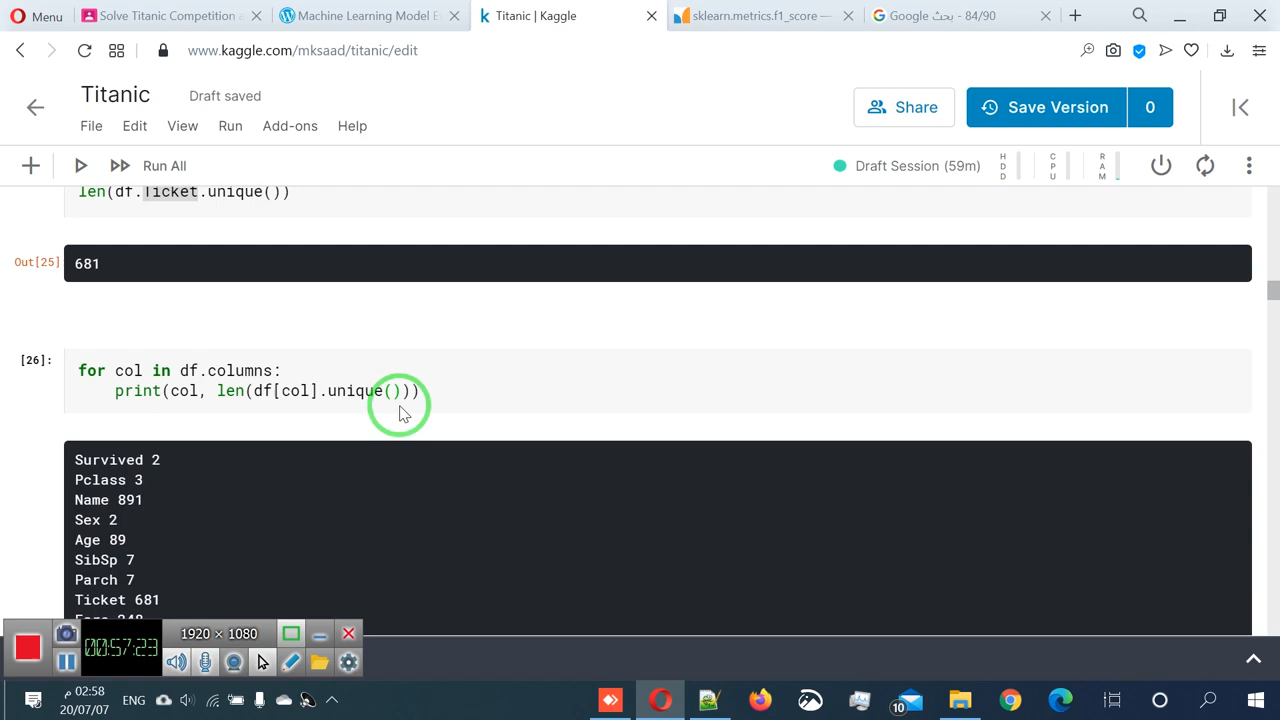 Menu
Solve Titanic Competition a
Machine Learning Model E
Titanic | Kaggle
sklearn.metrics.f1_score —
84/90 - بحث Google
www.kaggle.com/mksaad/titanic/edit
Titanic
Draft saved
File Edit View Run Add-ons Help
Share
Save Version
0
Run All
Draft Session (59m)
HDD
CPU
RAM
len(df.Ticket.unique())
Out[25]
681
[26]:
for col in df.columns:
print(col, len(df[col].unique()))
Survived 2
Pclass 3
Name 891
Sex 2
Age 89
SibSp 7
Parch 7
Ticket 681
1920 × 1080
00:57:23
02:58 م
ENG
20/07/07
10